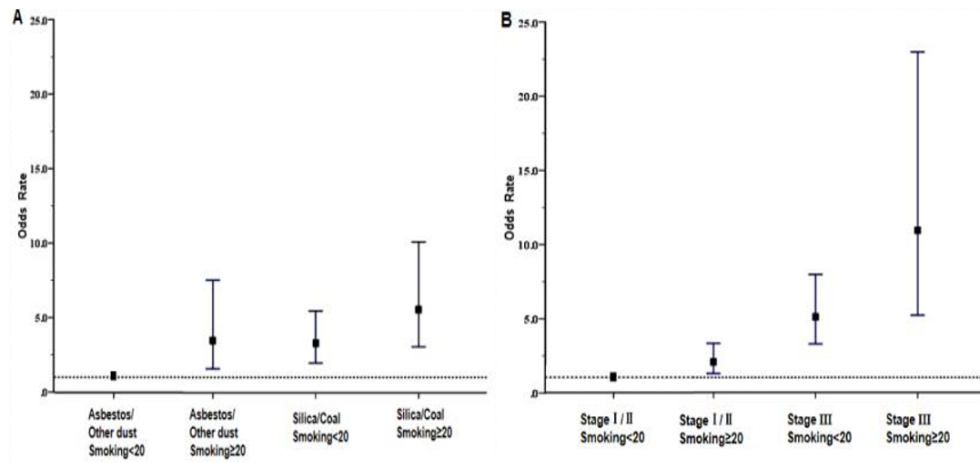 A
25.0
20.0
15.0
10.0
5.0
.0
Odds Rate
Asbestos/
Other dust
Smoking<20
Asbestos/
Other dust
Smoking≥20
Silica/Coal
Smoking<20
Silica/Coal
Smoking≥20
B
25.0
20.0
15.0
10.0
5.0
.0
Odds Rate
Stage Ⅰ / Ⅱ
Smoking<20
Stage Ⅰ / Ⅱ
Smoking≥20
Stage III
Smoking<20
Stage III
Smoking≥20